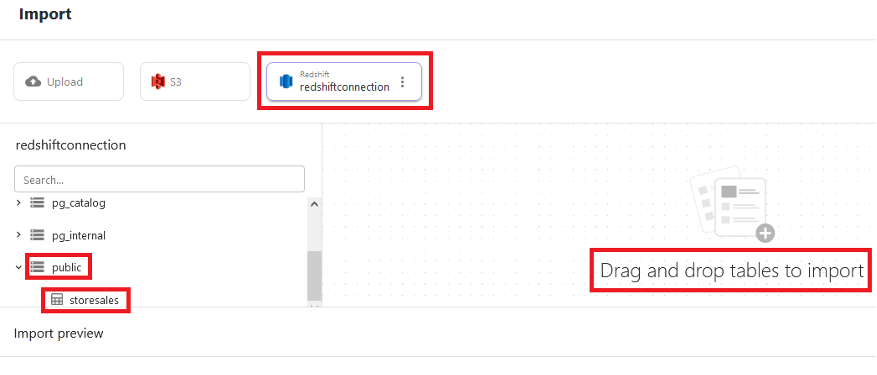 Import
Upload
S3
Redshift
redshiftconnection
redshiftconnection
Search...
pg_catalog
pg_internal
public
storesales
Drag and drop tables to import
Import preview